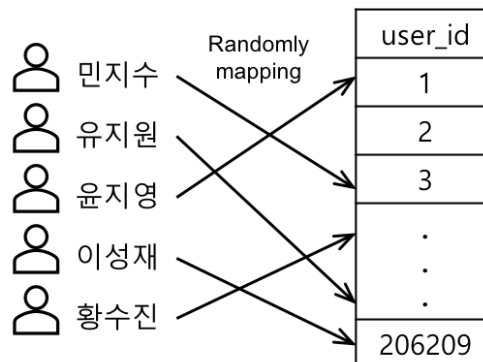 Randomly
mapping
민지수
유지원
윤지영
이성재
황수진
user_id
1
2
3
.
.
.
206209